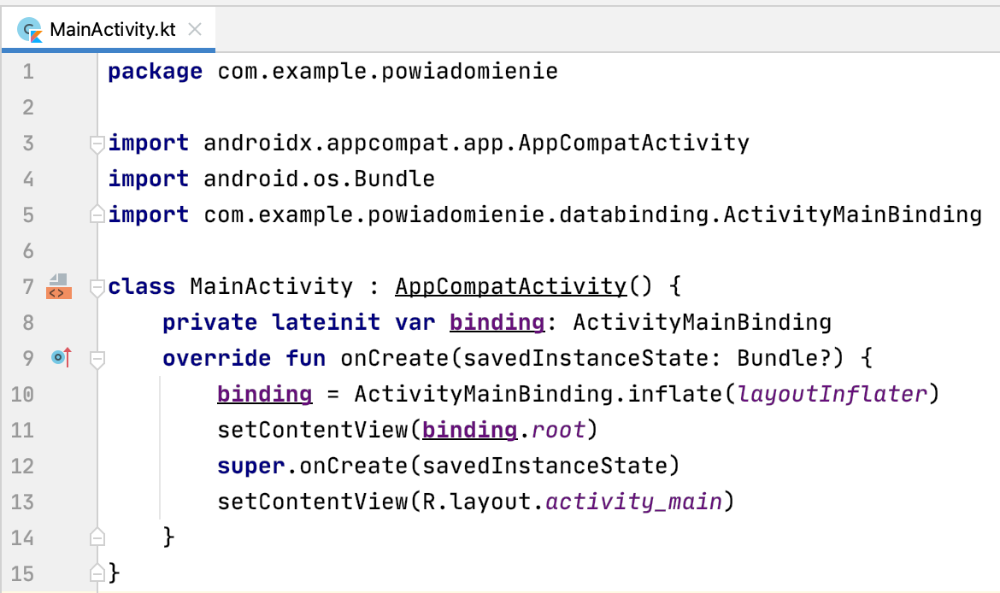 MainActivity.kt
1 package com.example.powiadomienie
2
3 import androidx.appcompat.app.AppCompatActivity
4 import android.os.Bundle
5 import com.example.powiadomienie.databinding.ActivityMainBinding
6
7 class MainActivity : AppCompatActivity() {
8 private lateinit var binding: ActivityMainBinding
9 override fun onCreate(savedInstanceState: Bundle?) {
10 binding = ActivityMainBinding.inflate(layoutInflater)
11 setContentView(binding.root)
12 super.onCreate(savedInstanceState)
13 setContentView(R.layout.activity_main)
14 }
15 }